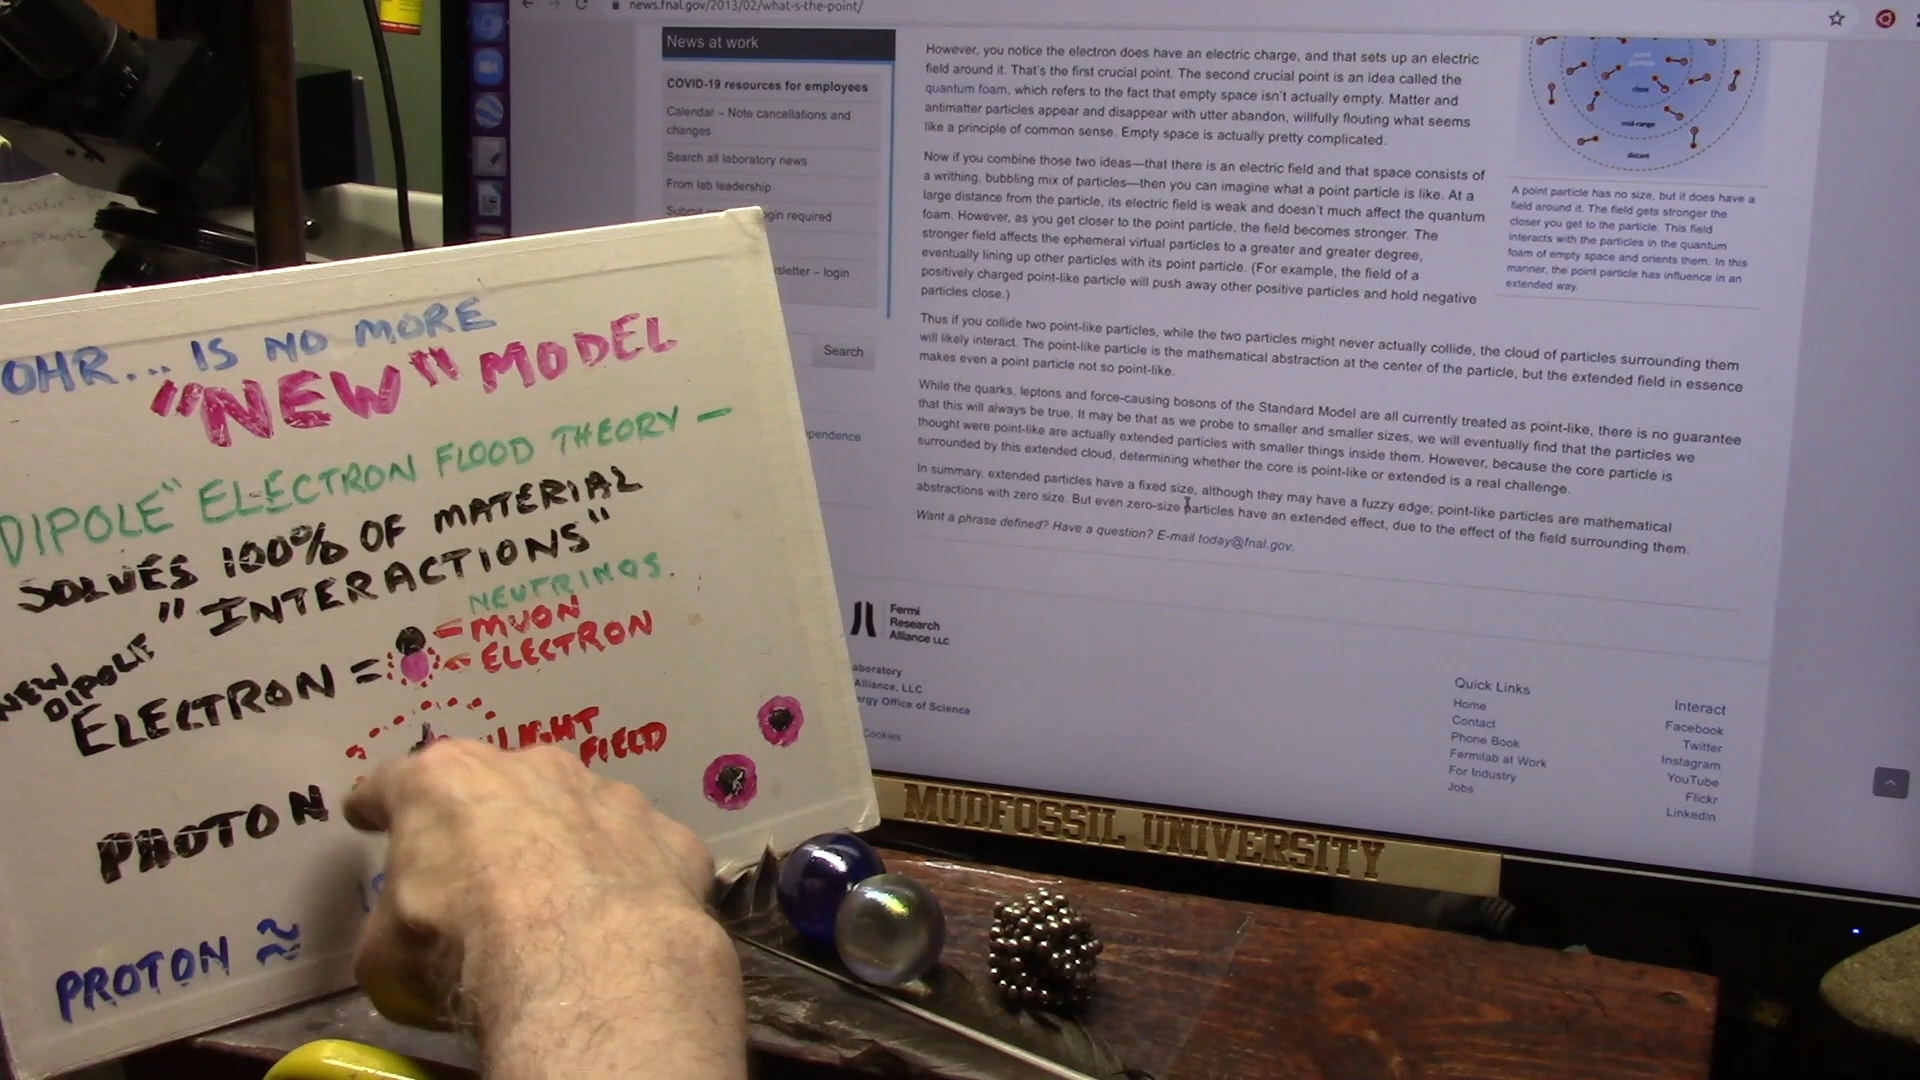 OHR... IS NO MORE
"NEW" MODEL
DIPOLE" ELECTRON FLOOD THEORY -
SOLVES 100% OF MATERIAL
"INTERACTIONS"
NEUTRINOS.
- MUON
- ELECTRON
NEW
DIPOLE
ELECTRON =
LIGHT
FIELD
PHOTON
PROTON ≈
news.fnal.gov/2013/02/what-s-the-point/
News at work
COVID-19 resources for employees
Calendar – Note cancellations and
changes
Search all laboratory news
From lab leadership
login required
sletter – login
Search
pendence
However, you notice the electron does have an electric charge, and that sets up an electric
field around it. That's the first crucial point. The second crucial point is an idea called the
quantum foam, which refers to the fact that empty space isn't actually empty. Matter and
antimatter particles appear and disappear with utter abandon, willfully flouting what seems
like a principle of common sense. Empty space is actually pretty complicated.
Now if you combine those two ideas—that there is an electric field and that space consists of
a writhing, bubbling mix of particles—then you can imagine what a point particle is like. At a
large distance from the particle, its electric field is weak and doesn't much affect the quantum
foam. However, as you get closer to the point particle, the field becomes stronger. The
stronger field affects the ephemeral virtual particles to a greater and greater degree,
eventually lining up other particles with its point particle. (For example, the field of a
positively charged point-like particle will push away other positive particles and hold negative
particles close.)
Thus if you collide two point-like particles, while the two particles might never actually collide, the cloud of particles surrounding them
will likely interact. The point-like particle is the mathematical abstraction at the center of the particle, but the extended field in essence
makes even a point particle not so point-like.
While the quarks, leptons and force-causing bosons of the Standard Model are all currently treated as point-like, there is no guarantee
that this will always be true. It may be that as we probe to smaller and smaller sizes, we will eventually find that the particles we
thought were point-like are actually extended particles with smaller things inside them. However, because the core particle is
surrounded by this extended cloud, determining whether the core is point-like or extended is a real challenge.
In summary, extended particles have a fixed size, although they may have a fuzzy edge; point-like particles are mathematical
abstractions with zero size. But even zero-size particles have an extended effect, due to the effect of the field surrounding them.
Want a phrase defined? Have a question? E-mail today@fnal.gov.
point
particle
close
mid-range
distant
A point particle has no size, but it does have a
field around it. The field gets stronger the
closer you get to the particle. This field
interacts with the particles in the quantum
foam of empty space and orients them. In this
manner, the point particle has influence in an
extended way.
Fermi
Research
Alliance LLC
aboratory
Alliance, LLC
ergy Office of Science
Cookies
Quick Links
Home
Contact
Phone Book
Fermilab at Work
For Industry
Jobs
Interact
Facebook
Twitter
Instagram
YouTube
Flickr
Linkedin
MUDFOSSIL UNIVERSITY